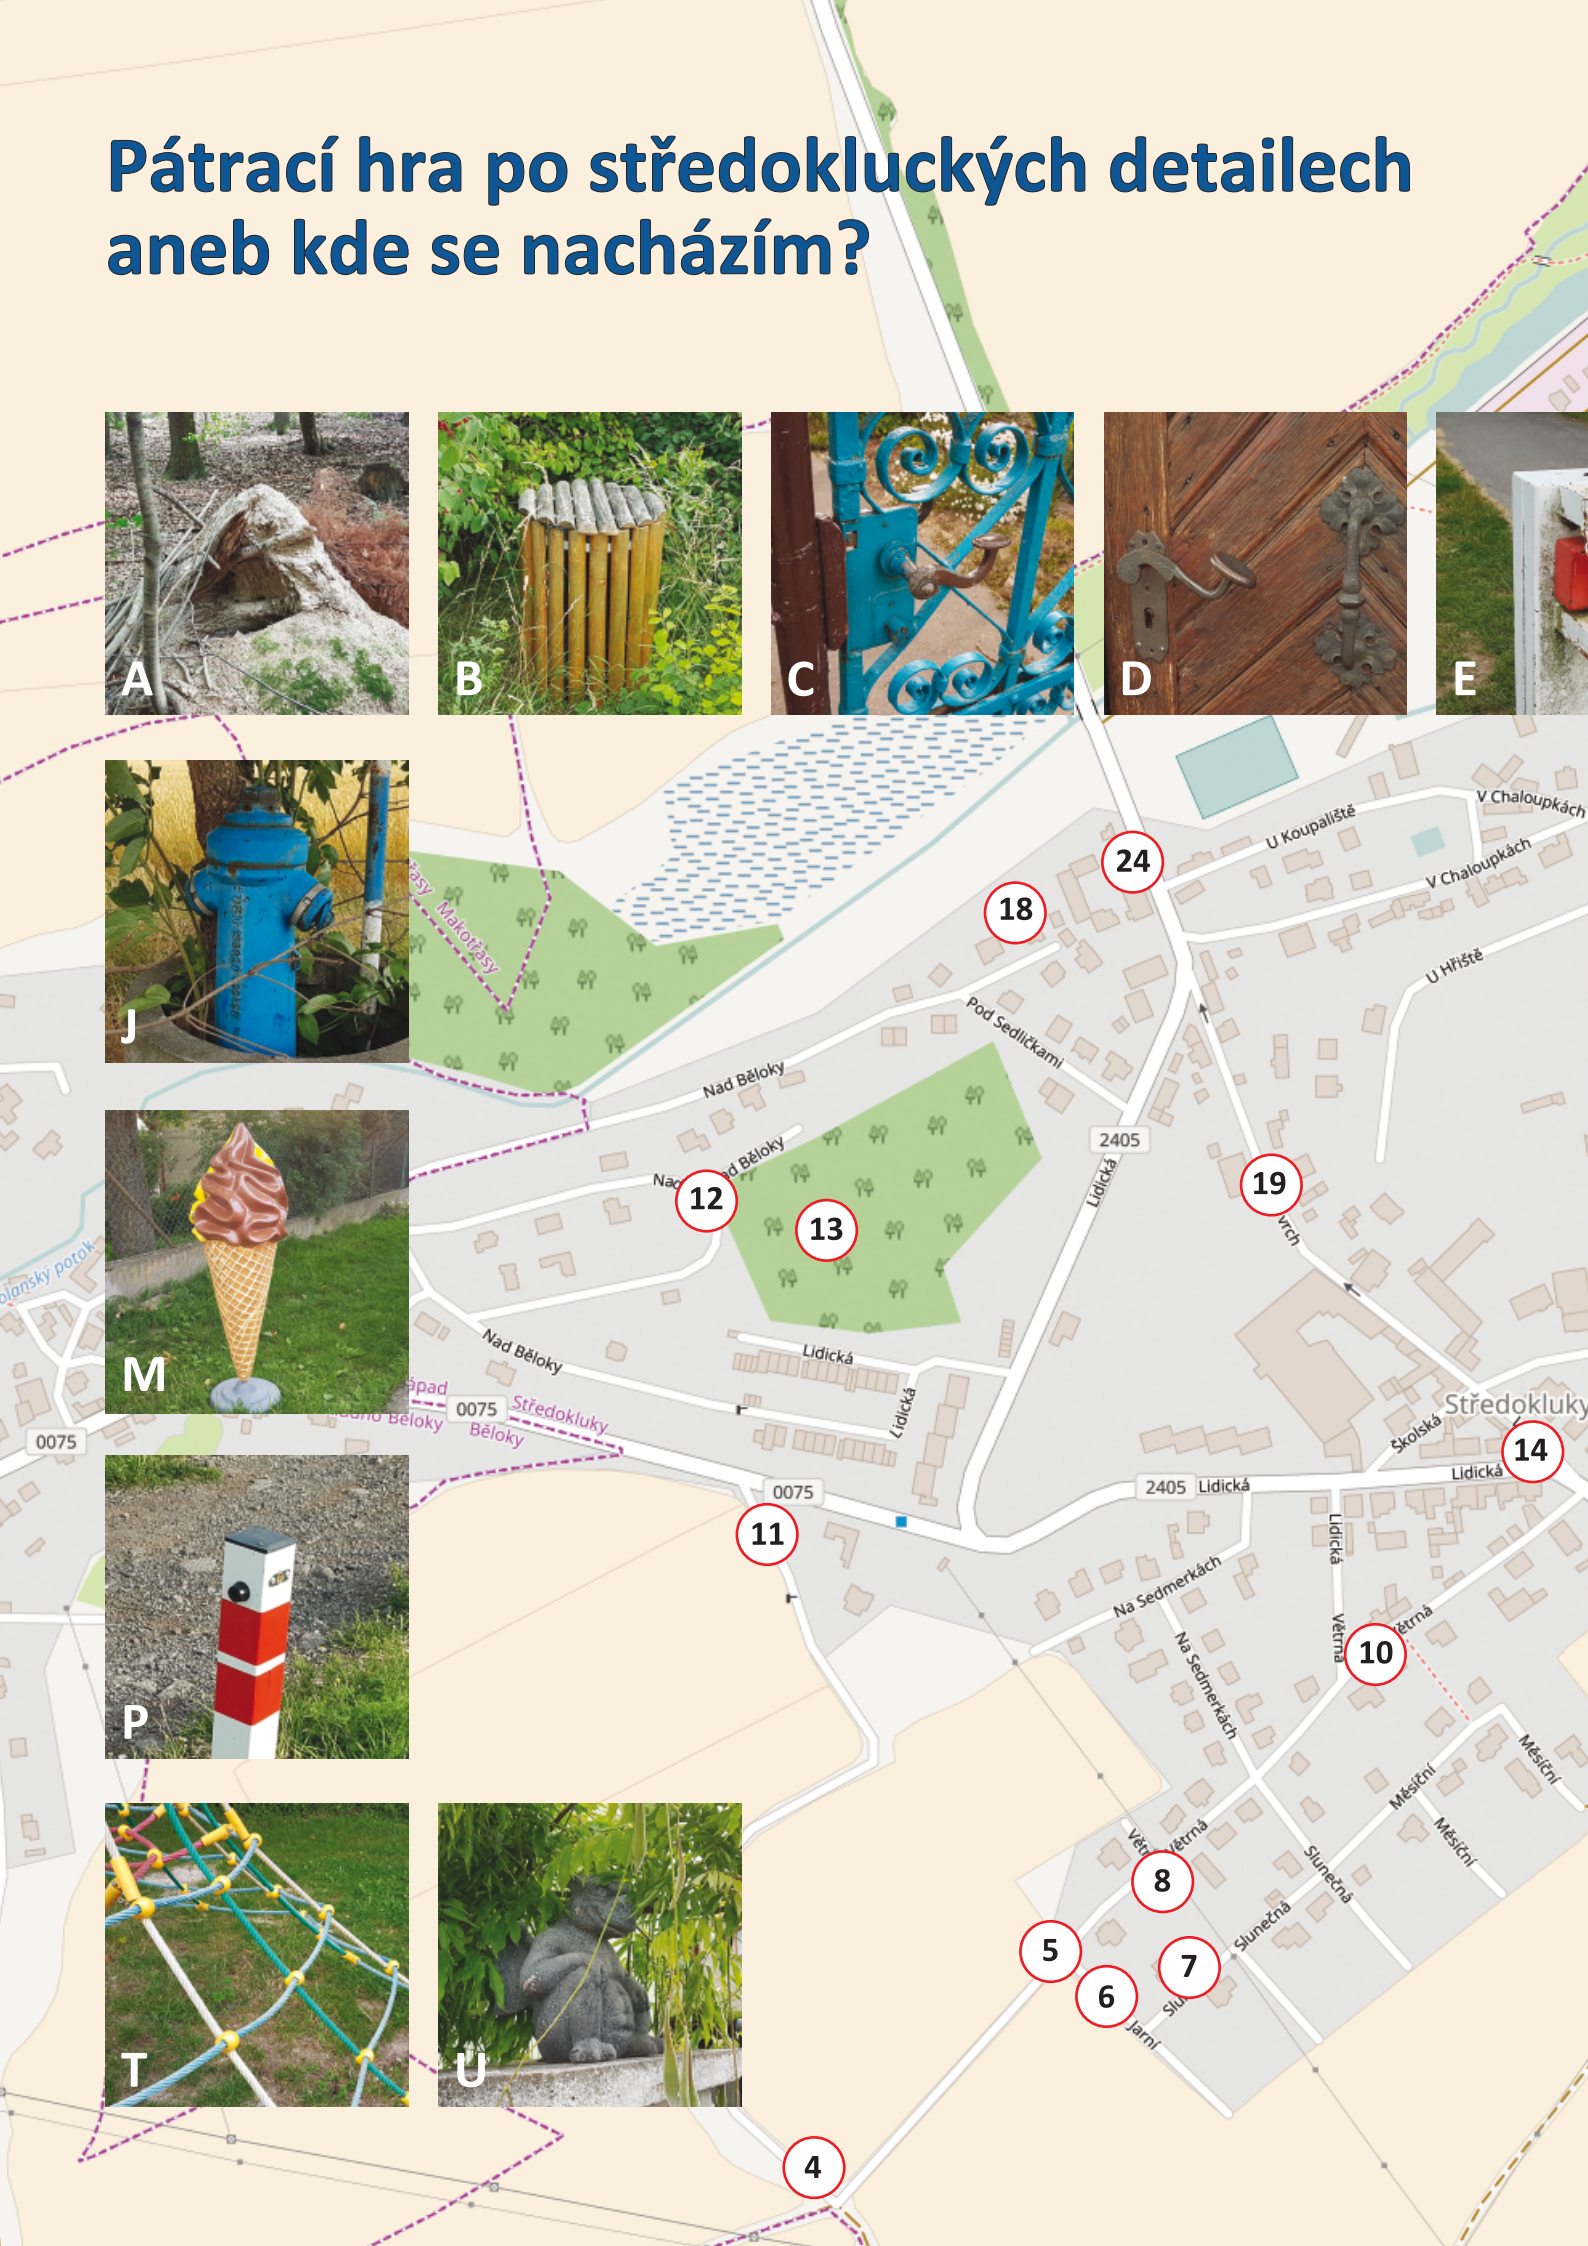 Pátrací hra po středokluckých detailech
aneb kde se nacházím?
A
B
C
D
E
J
M
P
T
U
V Chaloupkách
U Koupaliště
V Chaloupkách
24
18
U Hřiště
Makotřasy
Pod Sedličkami
Nad Běloky
2405
Lidická
12
13
19
vrch
Nad Běloky
Lidická
Lidická
Středokluky
0075
Středokluky
Běloky
Běloky
0075
Školská
14
Lidická
2405
Lidická
0075
11
Lidická
Na Sedmerkách
Větrná
Větrná
10
Na Sedmerkách
Měsíční
Měsíční
Měsíční
Větrná
8
Slunečná
Slunečná
5
7
6
Jarní
4